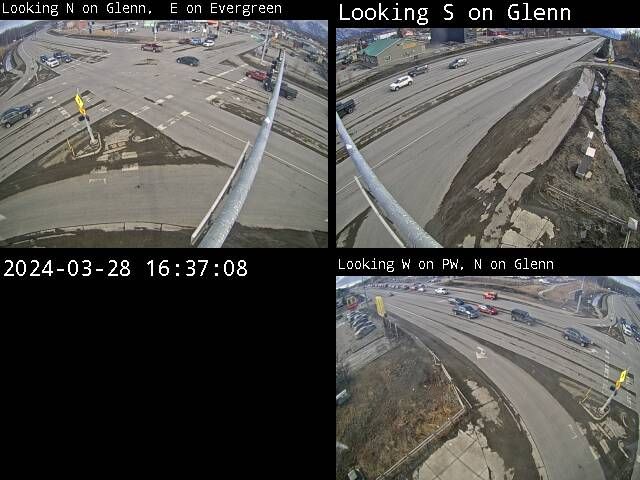 Looking N on Glenn,  E on Evergreen
Looking S on Glenn
2024-03-28 16:37:08
Looking W on PW, N on Glenn